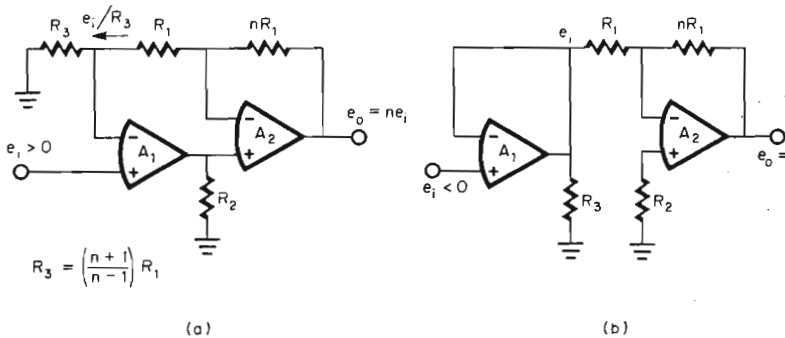 e_i/R_3
R_3 R_1 nR_1
− A_1 +
− A_2 +
e_o = ne_i
e_i > 0
R_2
R_3 = ((n + 1)/(n − 1)) R_1
(a)
e_i R_1 nR_1
− A_1 +
− A_2 +
e_o =
e_i < 0
R_3 R_2
(b)